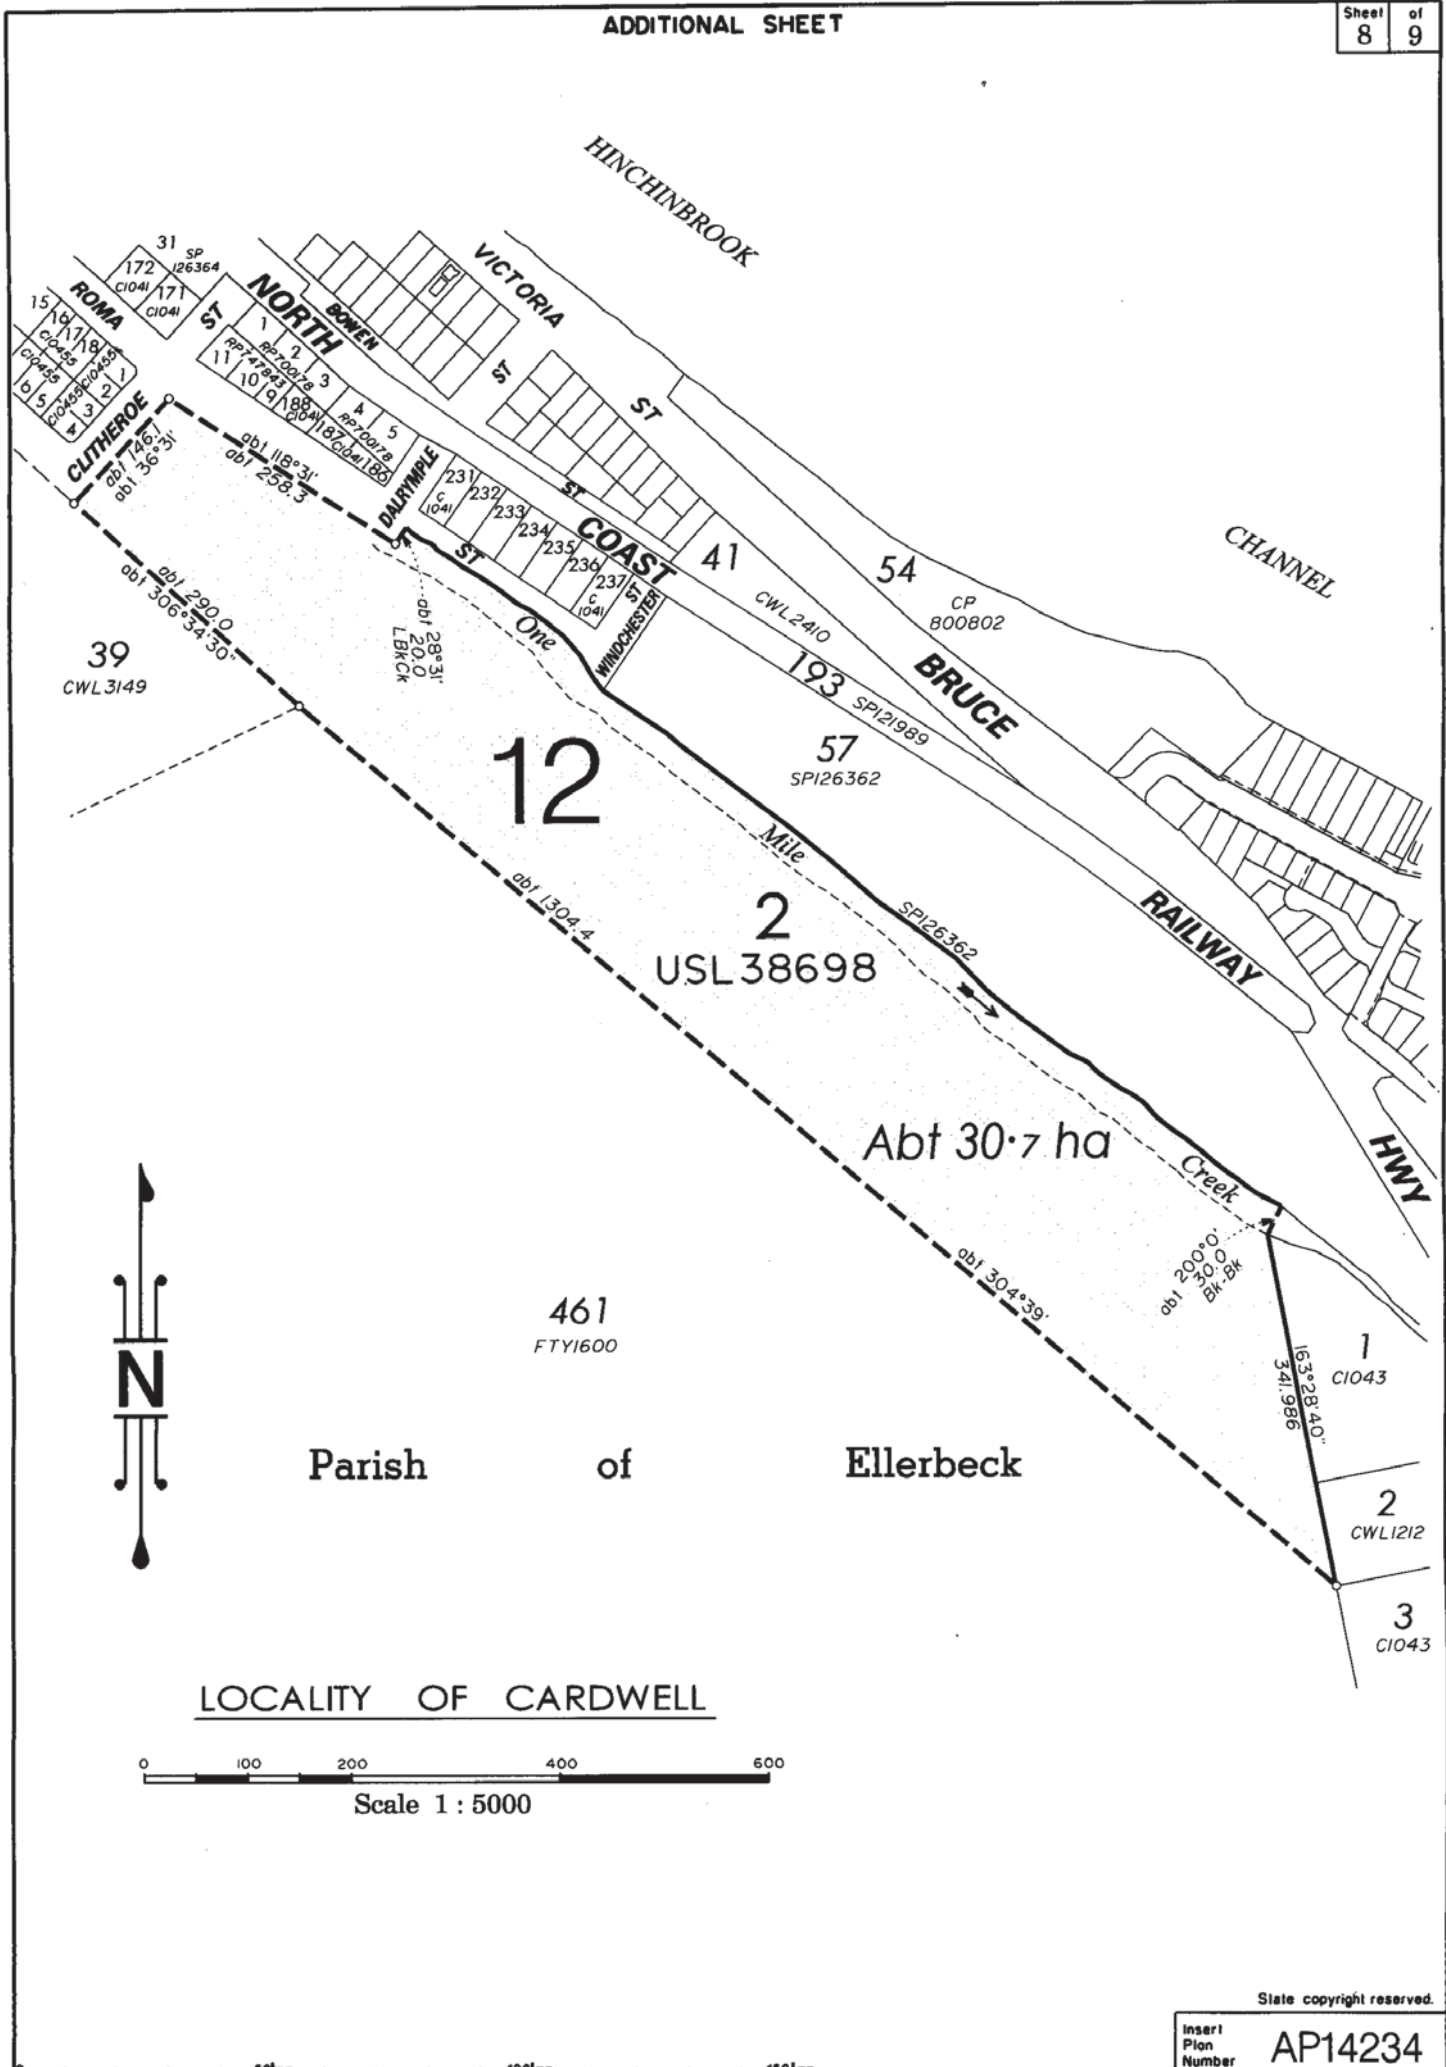 ADDITIONAL SHEET
Sheet 8 of 9
HINCHINBROOK
CHANNEL
31
SP
126364
172
C1041
171
C1041
ROMA
ST
NORTH
BOWEN
VICTORIA
ST
ST
15
16
17
18
C10455
C10455
C10455
C10455
6
5
4
3
2
1
CLITHEROE
1
2
3
RP700178
11
RP747843
10
9
188
C1041
187
C1041
186
4
5
RP700178
DALRYMPLE
231
232
233
234
235
236
237
C
1041
C
1041
ST
ST
ST
WINDCHESTER
COAST
41
CWL2410
54
CP
800802
193
SP121989
BRUCE
57
SP126362
abt 146.1
abt 36°31'
abt 118°31'
abt 258.3
abt 28°31'
20.0
LBkCk
abt 290.0
abt 306°34'30"
39
CWL3149
One
12
Mile
2
USL38698
SP126362
RAILWAY
abt 1304.4
Abt 30·7 ha
Creek
HWY
abt 200°0'
30.0
Bk-Bk
abt 304°39'
461
FTY1600
1
C1043
163°28'40"
341.986
N
Parish of Ellerbeck
2
CWL1212
3
C1043
LOCALITY OF CARDWELL
0 100 200 400 600
Scale 1 : 5000
State copyright reserved.
Insert
Plan
Number
AP14234